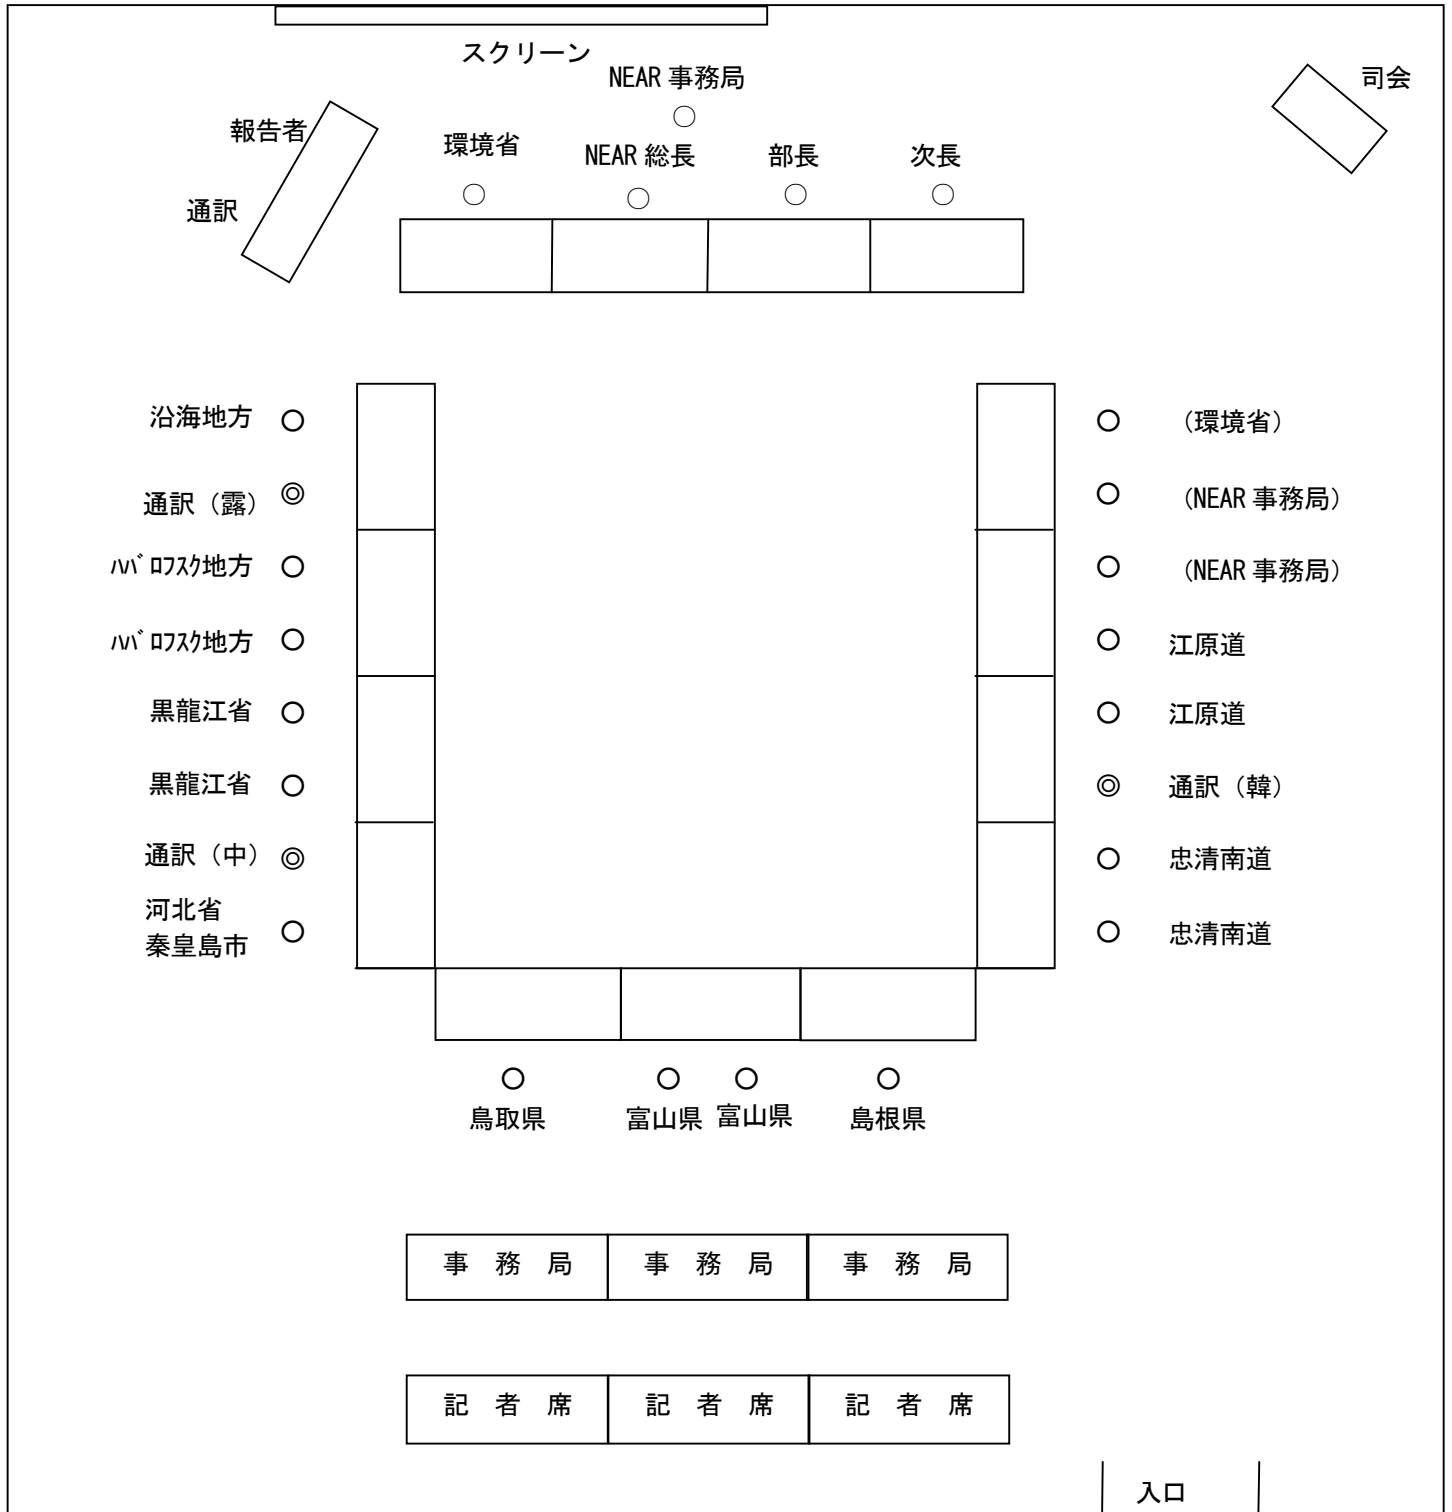 スクリーン
NEAR 事務局
司会
報告者
環境省
NEAR 総長
部長
次長
通訳
沿海地方
（環境省）
通訳（露）
（NEAR 事務局）
ﾊﾊﾞﾛﾌｽｸ地方
（NEAR 事務局）
ﾊﾊﾞﾛﾌｽｸ地方
江原道
黒龍江省
江原道
黒龍江省
通訳（韓）
通訳（中）
忠清南道
河北省
秦皇島市
忠清南道
鳥取県
富山県
富山県
島根県
事 務 局
事 務 局
事 務 局
記 者 席
記 者 席
記 者 席
入口